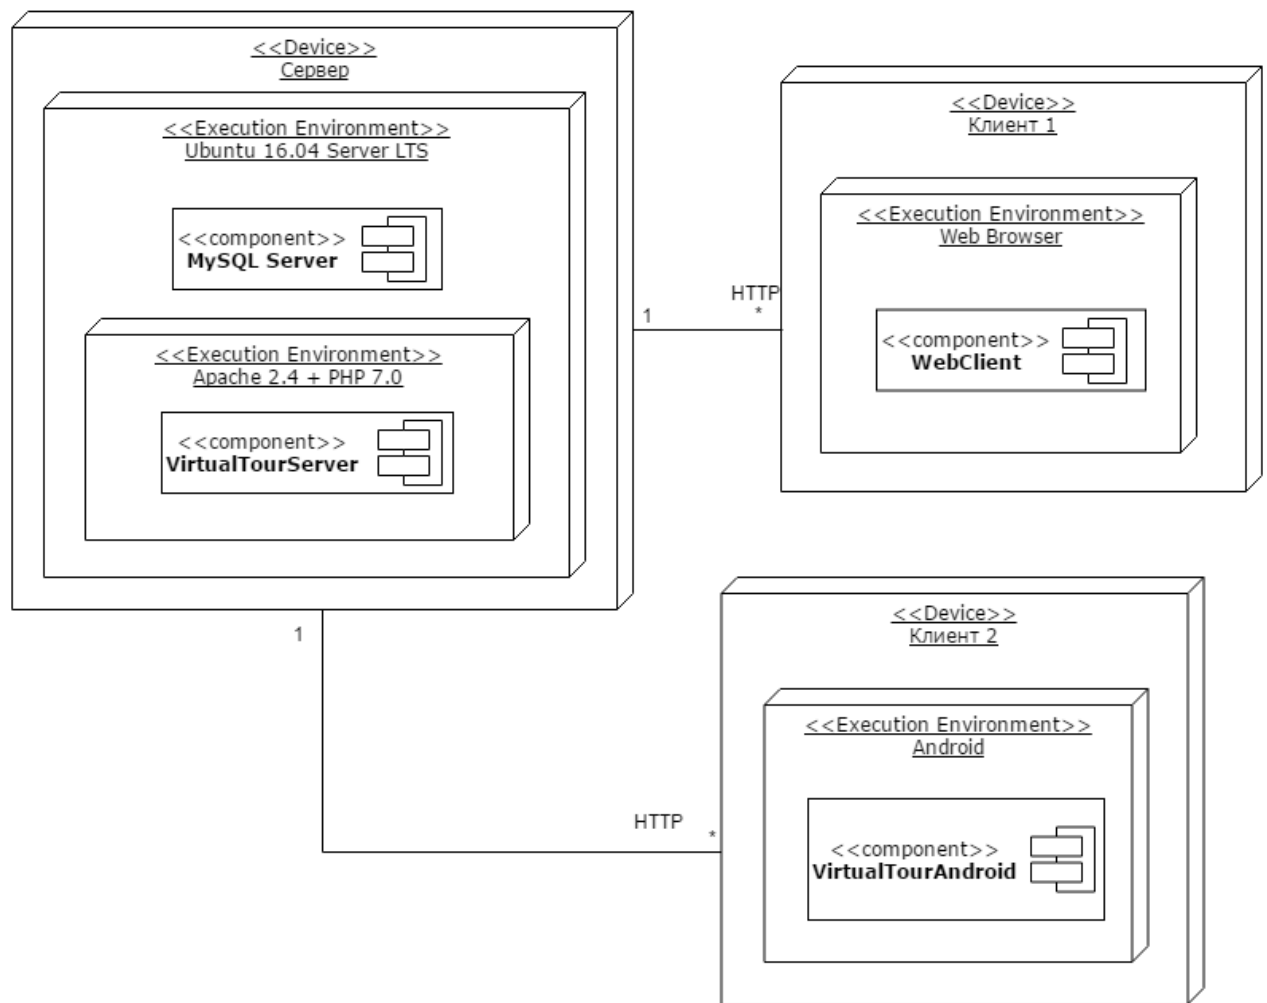 <<Device>>
Сервер
<<Execution Environment>>
Ubuntu 16.04 Server LTS
<<component>>
MySQL Server
<<Execution Environment>>
Apache 2.4 + PHP 7.0
<<component>>
VirtualTourServer
1
HTTP
*
<<Device>>
Клиент 1
<<Execution Environment>>
Web Browser
<<component>>
WebClient
1
HTTP
*
<<Device>>
Клиент 2
<<Execution Environment>>
Android
<<component>>
VirtualTourAndroid